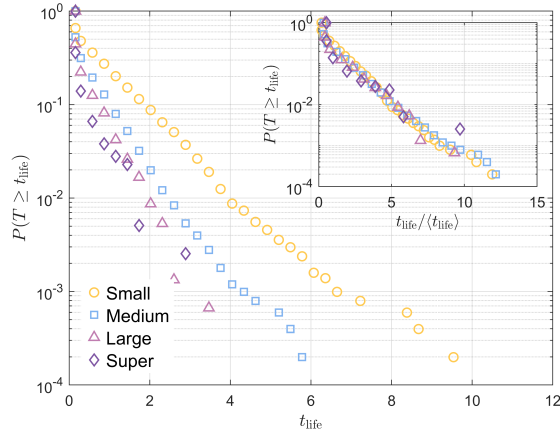 10^0
10^-1
10^-2
10^-3
10^-4
P(T ≥ t_life)
0 2 4 6 8 10 12
t_life
Small
Medium
Large
Super
10^0
10^-2
10^-4
P(T ≥ t_life)
0 5 10 15
t_life/⟨t_life⟩